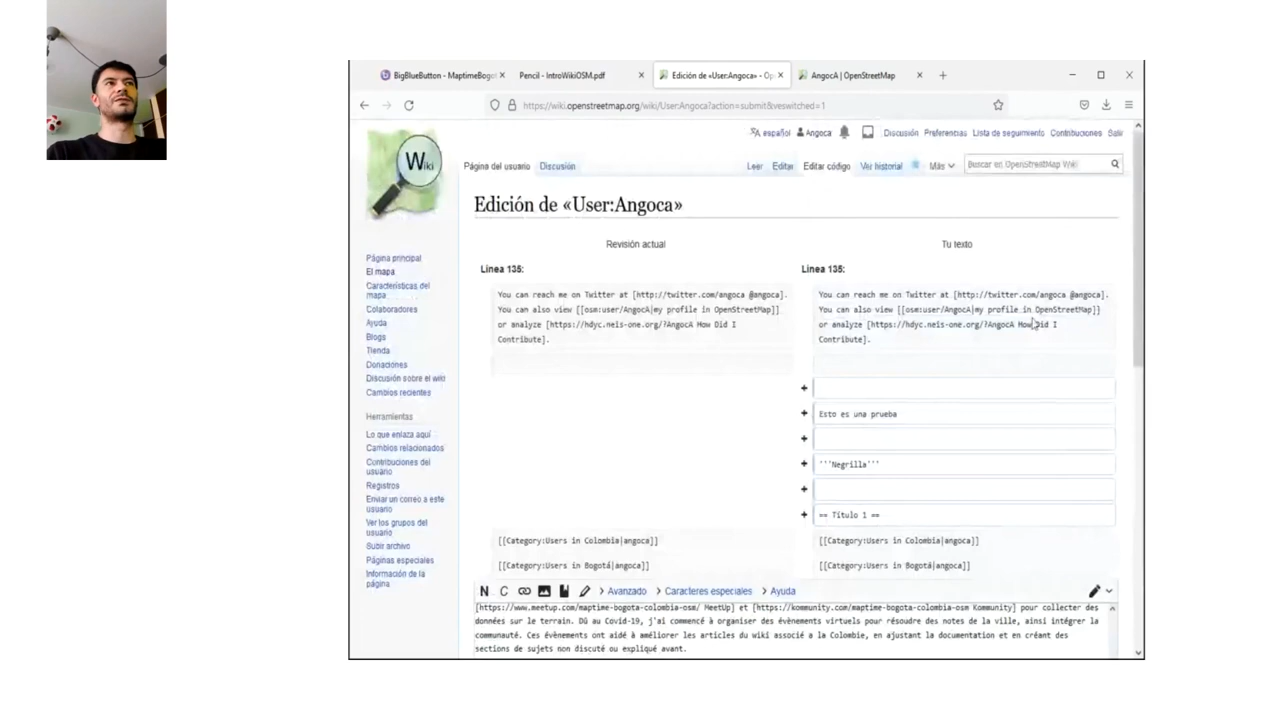 BigBlueButton - MaptimeBogot
Pencil - IntroWikiOSM.pdf
Edición de «User:Angoca» - Op
AngocA | OpenStreetMap
https://wiki.openstreetmap.org/wiki/User:Angoca?action=submit&veswitched=1
Wiki
español
Angoca
Discusión
Preferencias
Lista de seguimiento
Contribuciones
Salir
Página del usuario
Discusión
Leer
Editar
Editar código
Ver historial
Más
Buscar en OpenStreetMap Wiki
Edición de «User:Angoca»
Página principal
El mapa
Características del
mapa
Colaboradores
Ayuda
Blogs
Tienda
Donaciones
Discusión sobre el wiki
Cambios recientes
Herramientas
Lo que enlaza aquí
Cambios relacionados
Contribuciones del
usuario
Registros
Enviar un correo a este
usuario
Ver los grupos del
usuario
Subir archivo
Páginas especiales
Información de la
página
Revisión actual
Línea 135:
You can reach me on Twitter at [http://twitter.com/angoca @angoca].
You can also view [[osm:user/AngocA|my profile in OpenStreetMap]]
or analyze [https://hdyc.neis-one.org/?AngocA How Did I
Contribute].
[[Category:Users in Colombia|angoca]]
[[Category:Users in Bogotá|angoca]]
Tu texto
Línea 135:
You can reach me on Twitter at [http://twitter.com/angoca @angoca].
You can also view [[osm:user/AngocA|my profile in OpenStreetMap]]
or analyze [https://hdyc.neis-one.org/?AngocA How Did I
Contribute].
+
+ Esto es una prueba
+
+ '''Negrilla'''
+
+ == Título 1 ==
[[Category:Users in Colombia|angoca]]
[[Category:Users in Bogotá|angoca]]
N C
Avanzado
Caracteres especiales
Ayuda
[https://www.meetup.com/maptime-bogota-colombia-osm/ MeetUp] et [https://kommunity.com/maptime-bogota-colombia-osm Kommunity] pour collecter des
données sur le terrain. Dû au Covid-19, j'ai commencé à organiser des évènements virtuels pour résoudre des notes de la ville, ainsi intégrer la
communauté. Ces évènements ont aidé à améliorer les articles du wiki associé a la Colombie, en ajustant la documentation et en créant des
sections de sujets non discuté ou expliqué avant.